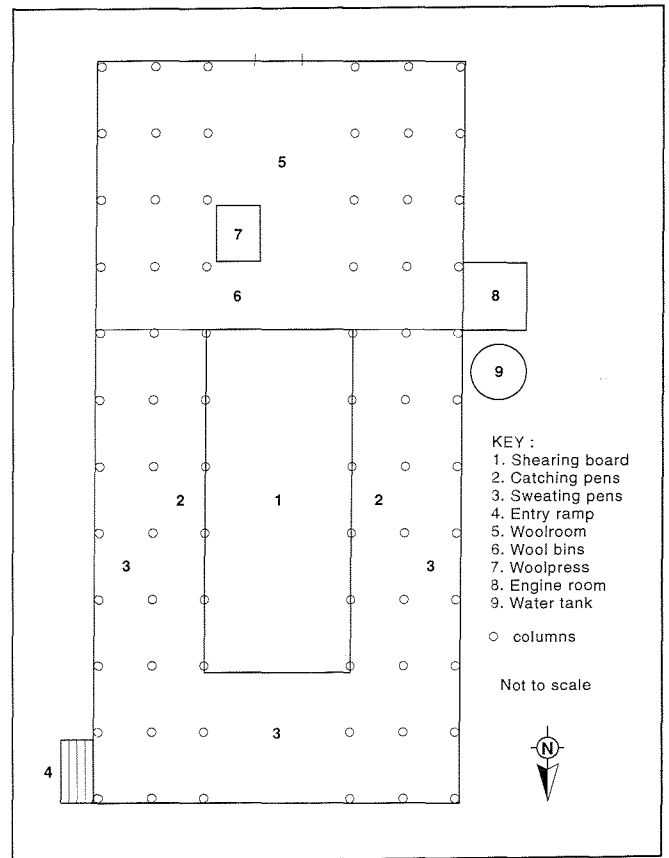 5
7
6
8
9
2
1
2
3
3
3
4
KEY :
1. Shearing board
2. Catching pens
3. Sweating pens
4. Entry ramp
5. Woolroom
6. Wool bins
7. Woolpress
8. Engine room
9. Water tank
columns
Not to scale
N